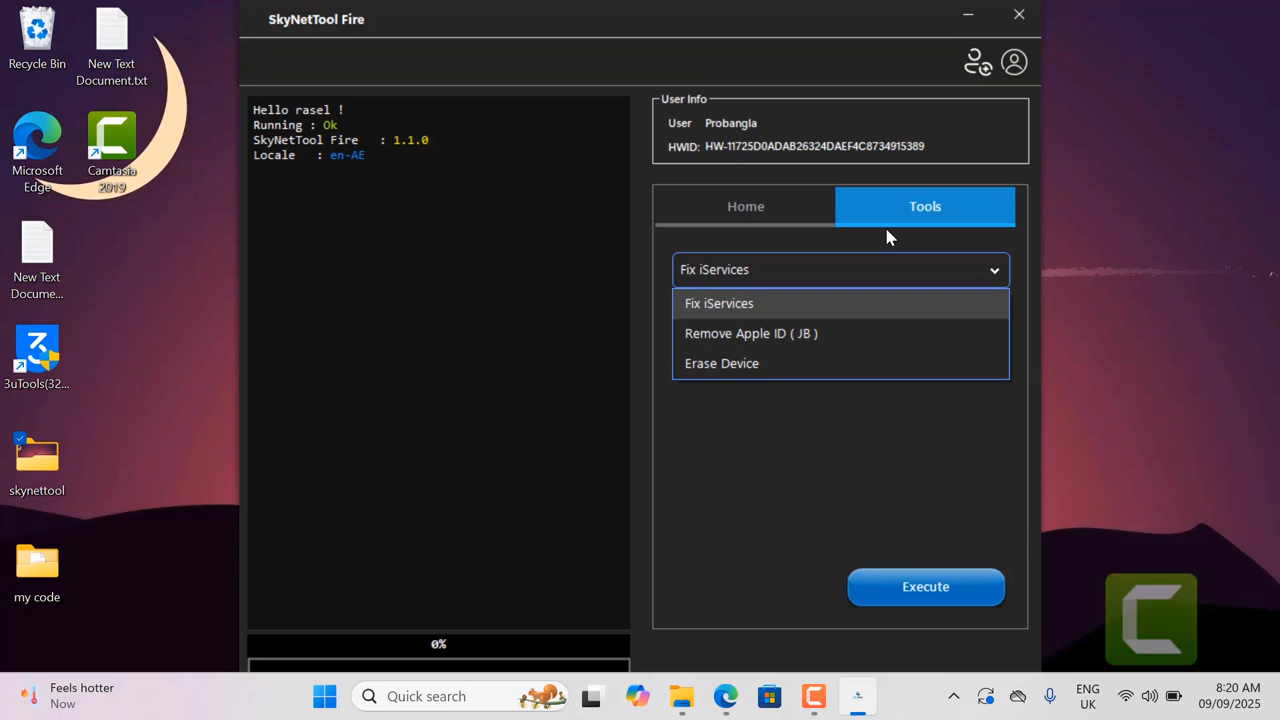 Recycle Bin
New Text
Document.txt
Microsoft
Edge
Camtasia
2019
New Text
Docume...
3uTools(32...
skynettool
my code
SkyNetTool Fire
Hello rasel !
Running : Ok
SkyNetTool Fire : 1.1.0
Locale : en-AE
0%
User Info
User Probangla
HWID: HW-11725D0ADAB26324DAEF4C8734915389
Home
Tools
Fix iServices
Fix iServices
Remove Apple ID ( JB )
Erase Device
Execute
Feels hotter
Now
Quick search
ENG
UK
8:20 AM
09/09/2025